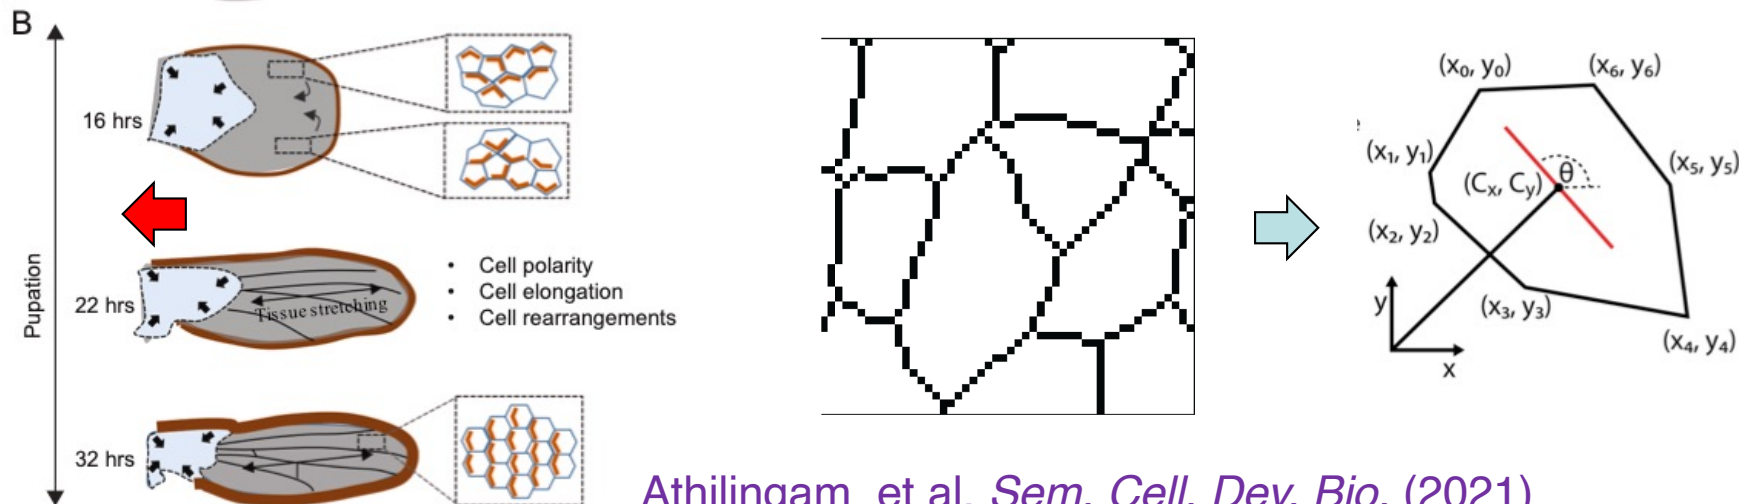 B
16 hrs
22 hrs
32 hrs
Pupation
Tissue stretching
• Cell polarity
• Cell elongation
• Cell rearrangements
(x₀, y₀)
(x₆, y₆)
(x₁, y₁)
(x₅, y₅)
(Cₓ, Cᵧ)
θ
(x₂, y₂)
(x₃, y₃)
(x₄, y₄)
y
x
Athilingam, et al. Sem. Cell. Dev. Bio. (2021)